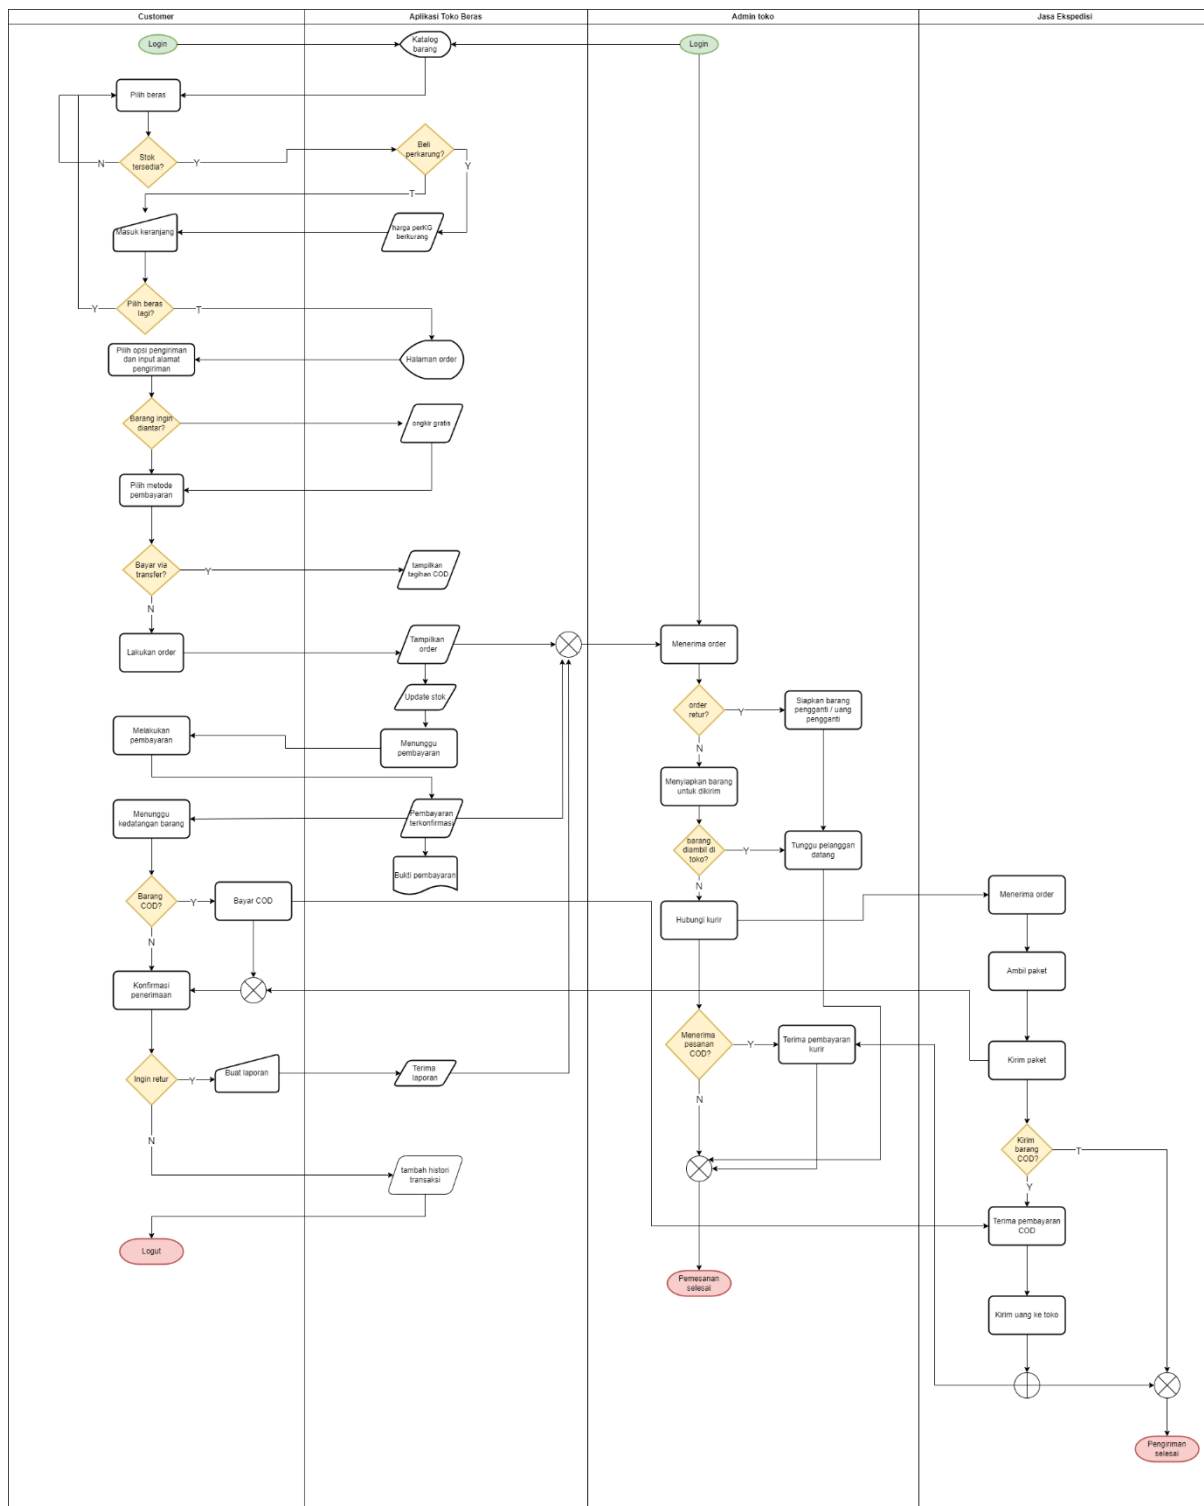 Customer
Aplikasi Toko Beras
Admin toko
Jasa Ekspedisi
Login
Katalog
barang
Login
Pilih beras
Stok
tersedia?
N
Y
Beli
perkarung?
Y
T
Masuk keranjang
harga perKG
berkurang
Pilih beras
lagi?
Y
T
Pilih opsi pengiriman
dan input alamat
pengiriman
Halaman order
Barang ingin
diantar?
ongkir gratis
Pilih metode
pembayaran
Bayar via
transfer?
Y
tampilkan
tagihan COD
N
Lakukan order
Tampilkan
order
Menerima order
Update stok
order
retur?
Y
Siapkan barang
pengganti / uang
pengganti
Melakukan
pembayaran
Menunggu
pembayaran
N
Menyiapkan barang
untuk dikirim
Menunggu
kedatangan barang
Pembayaran
terkonfirmasi
barang
diambil di
toko?
Y
Tunggu pelanggan
datang
Bukti pembayaran
N
Barang
COD?
Y
Bayar COD
Hubungi kurir
Menerima order
N
Ambil paket
Konfirmasi
penerimaan
Menerima
pesanan
COD?
Y
Terima pembayaran
kurir
Kirim paket
Ingin retur
Y
Buat laporan
Terima
laporan
N
N
Kirim
barang
COD?
T
Y
tambah histori
transaksi
Terima pembayaran
COD
Logut
Pemesanan
selesai
Kirim uang ke toko
Pengiriman
selesai